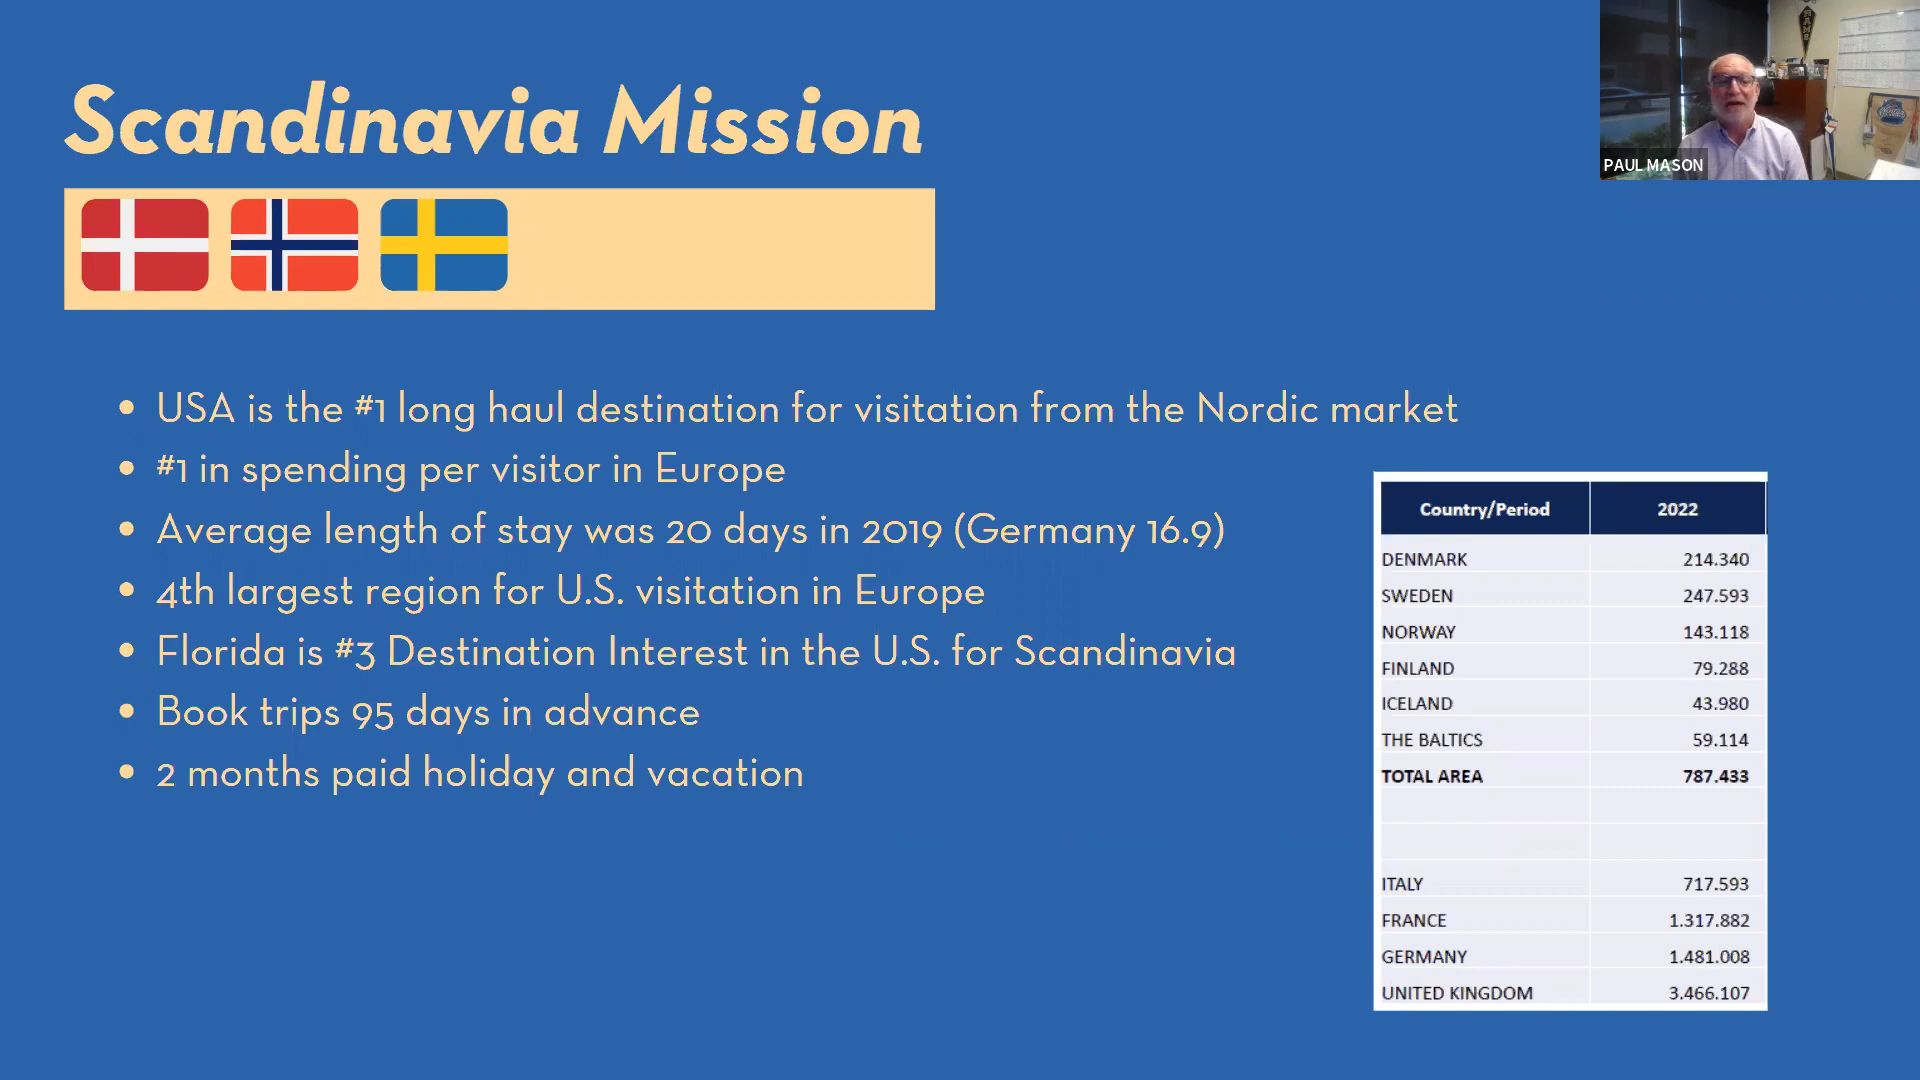 Scandinavia Mission
USA is the #1 long haul destination for visitation from the Nordic market
#1 in spending per visitor in Europe
Average length of stay was 20 days in 2019 (Germany 16.9)
4th largest region for U.S. visitation in Europe
Florida is #3 Destination Interest in the U.S. for Scandinavia
Book trips 95 days in advance
2 months paid holiday and vacation
PAUL MASON
Country/Period 2022
DENMARK 214.340
SWEDEN 247.593
NORWAY 143.118
FINLAND 79.288
ICELAND 43.980
THE BALTICS 59.114
TOTAL AREA 787.433
ITALY 717.593
FRANCE 1.317.882
GERMANY 1.481.008
UNITED KINGDOM 3.466.107